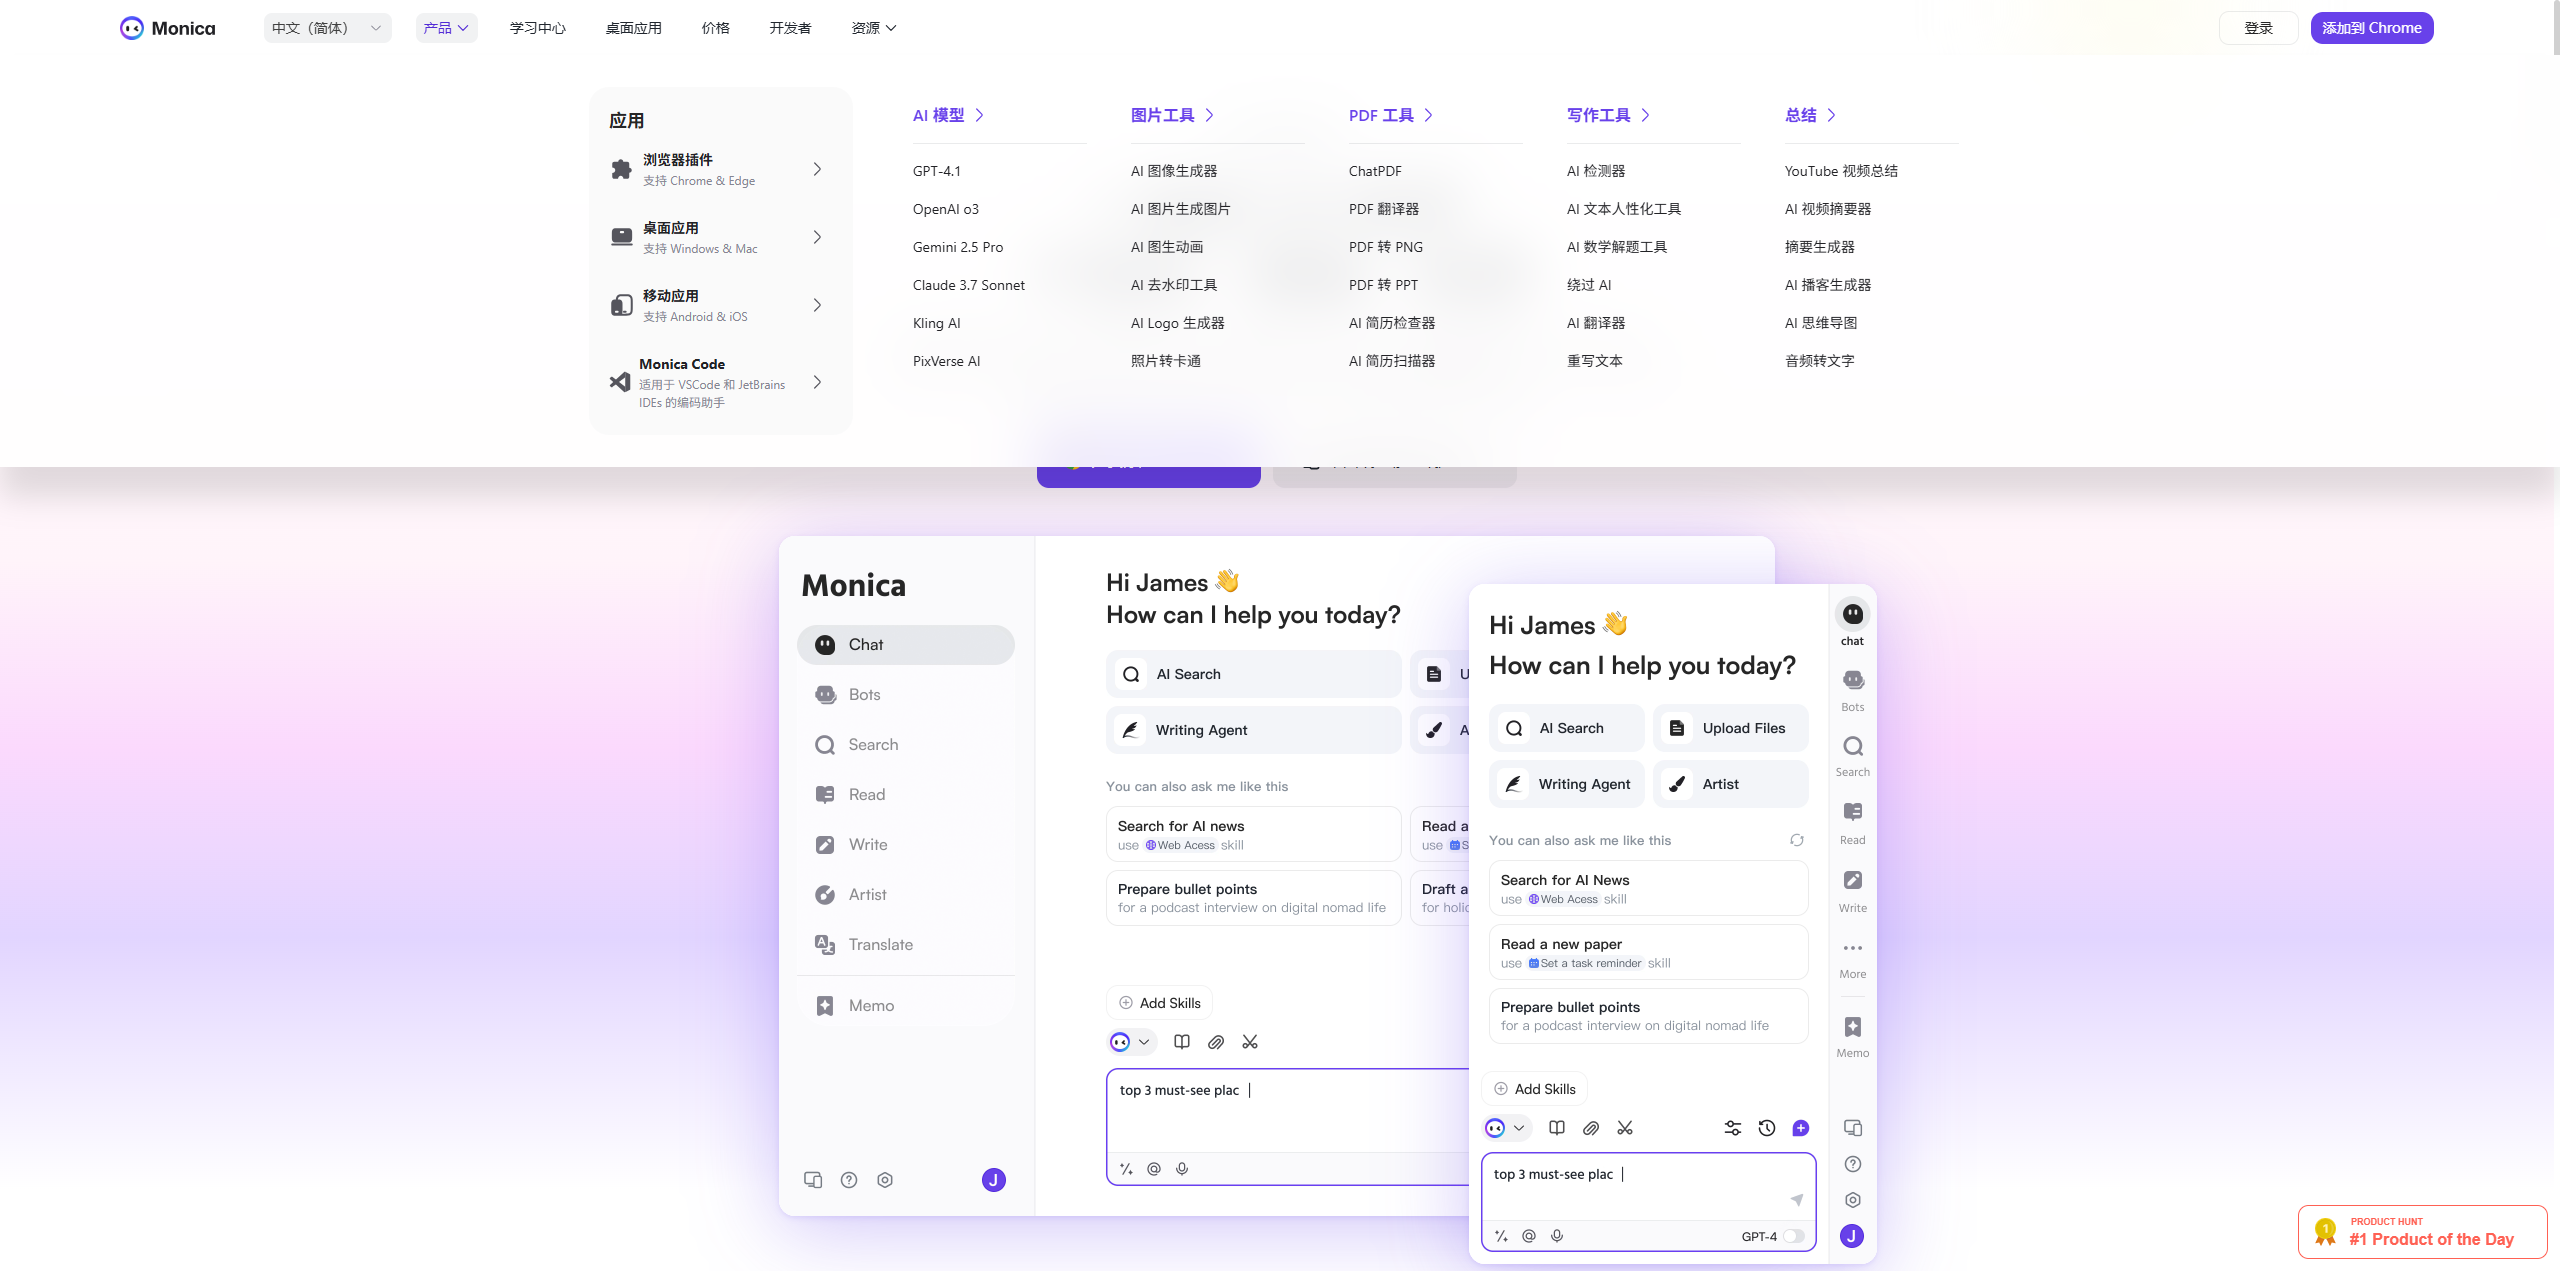 Monica
中文（简体）
产品
学习中心
桌面应用
价格
开发者
资源
登录
添加到 Chrome
应用
浏览器插件
支持 Chrome & Edge
桌面应用
支持 Windows & Mac
移动应用
支持 Android & iOS
Monica Code
适用于 VSCode 和 JetBrains
IDEs 的编码助手
AI 模型
GPT-4.1
OpenAI o3
Gemini 2.5 Pro
Claude 3.7 Sonnet
Kling AI
PixVerse AI
图片工具
AI 图像生成器
AI 图片生成图片
AI 图生动画
AI 去水印工具
AI Logo 生成器
照片转卡通
PDF 工具
ChatPDF
PDF 翻译器
PDF 转 PNG
PDF 转 PPT
AI 简历检查器
AI 简历扫描器
写作工具
AI 检测器
AI 文本人性化工具
AI 数学解题工具
绕过 AI
AI 翻译器
重写文本
总结
YouTube 视频总结
AI 视频摘要器
摘要生成器
AI 播客生成器
AI 思维导图
音频转文字
Monica
Chat
Bots
Search
Read
Write
Artist
Translate
Memo
J
Hi James 👋
How can I help you today?
AI Search
U
Writing Agent
A
You can also ask me like this
Search for AI news
use Web Acess skill
Read a
use S
Prepare bullet points
for a podcast interview on digital nomad life
Draft a
for holic
Add Skills
top 3 must-see plac
Hi James 👋
How can I help you today?
AI Search
Upload Files
Writing Agent
Artist
You can also ask me like this
Search for AI News
use Web Acess skill
Read a new paper
use Set a task reminder skill
Prepare bullet points
for a podcast interview on digital nomad life
Add Skills
top 3 must-see plac
GPT-4
chat
Bots
Search
Read
Write
More
Memo
J
1
PRODUCT HUNT
#1 Product of the Day